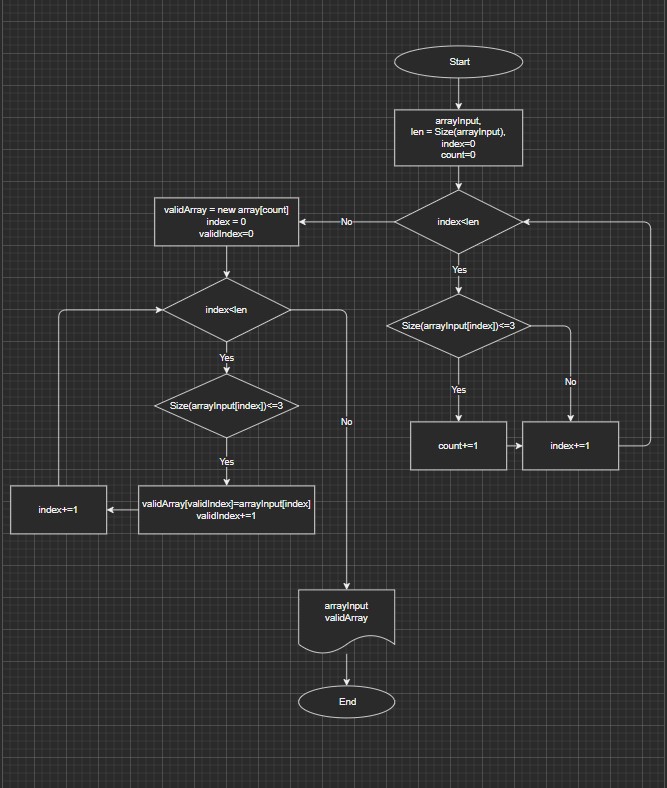 Start
arrayInput,
len = Size(arrayInput),
index=0
count=0
index<len
No
Yes
Size(arrayInput[index])<=3
Yes
No
count+=1
index+=1
validArray = new array[count]
index = 0
validIndex=0
index<len
Yes
No
Size(arrayInput[index])<=3
Yes
validArray[validIndex]=arrayInput[index]
validIndex+=1
index+=1
arrayInput
validArray
End